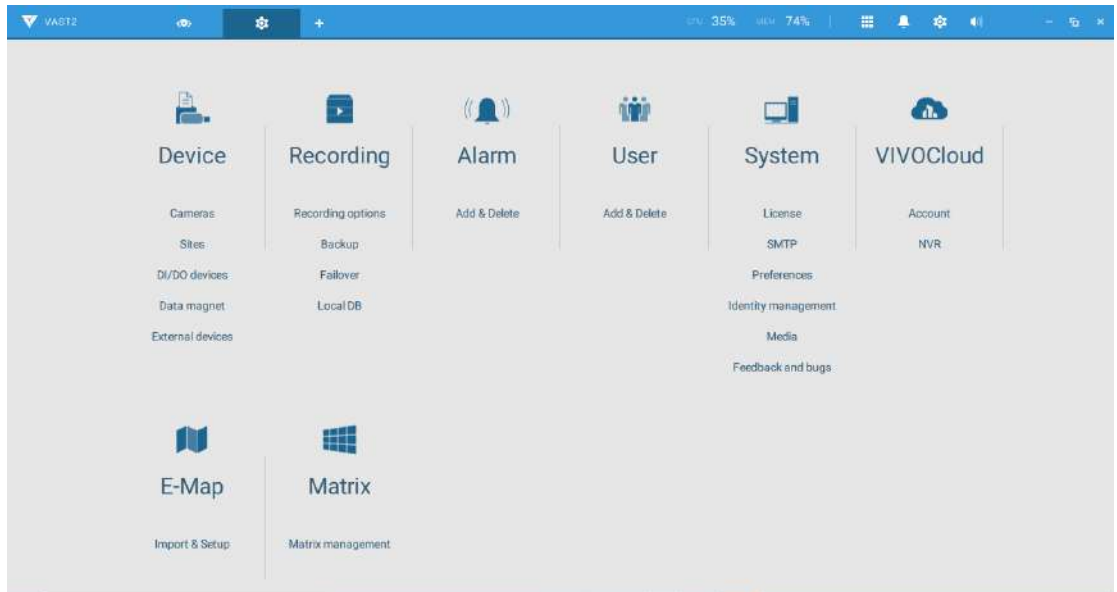 VAST2
CPU 35% MEM 74%
Device
Recording
Alarm
User
System
VIVOCloud
Cameras
Sites
DI/DO devices
Data magnet
External devices
Recording options
Backup
Failover
Local DB
Add & Delete
Add & Delete
License
SMTP
Preferences
Identity management
Media
Feedback and bugs
Account
NVR
E-Map
Matrix
Import & Setup
Matrix management